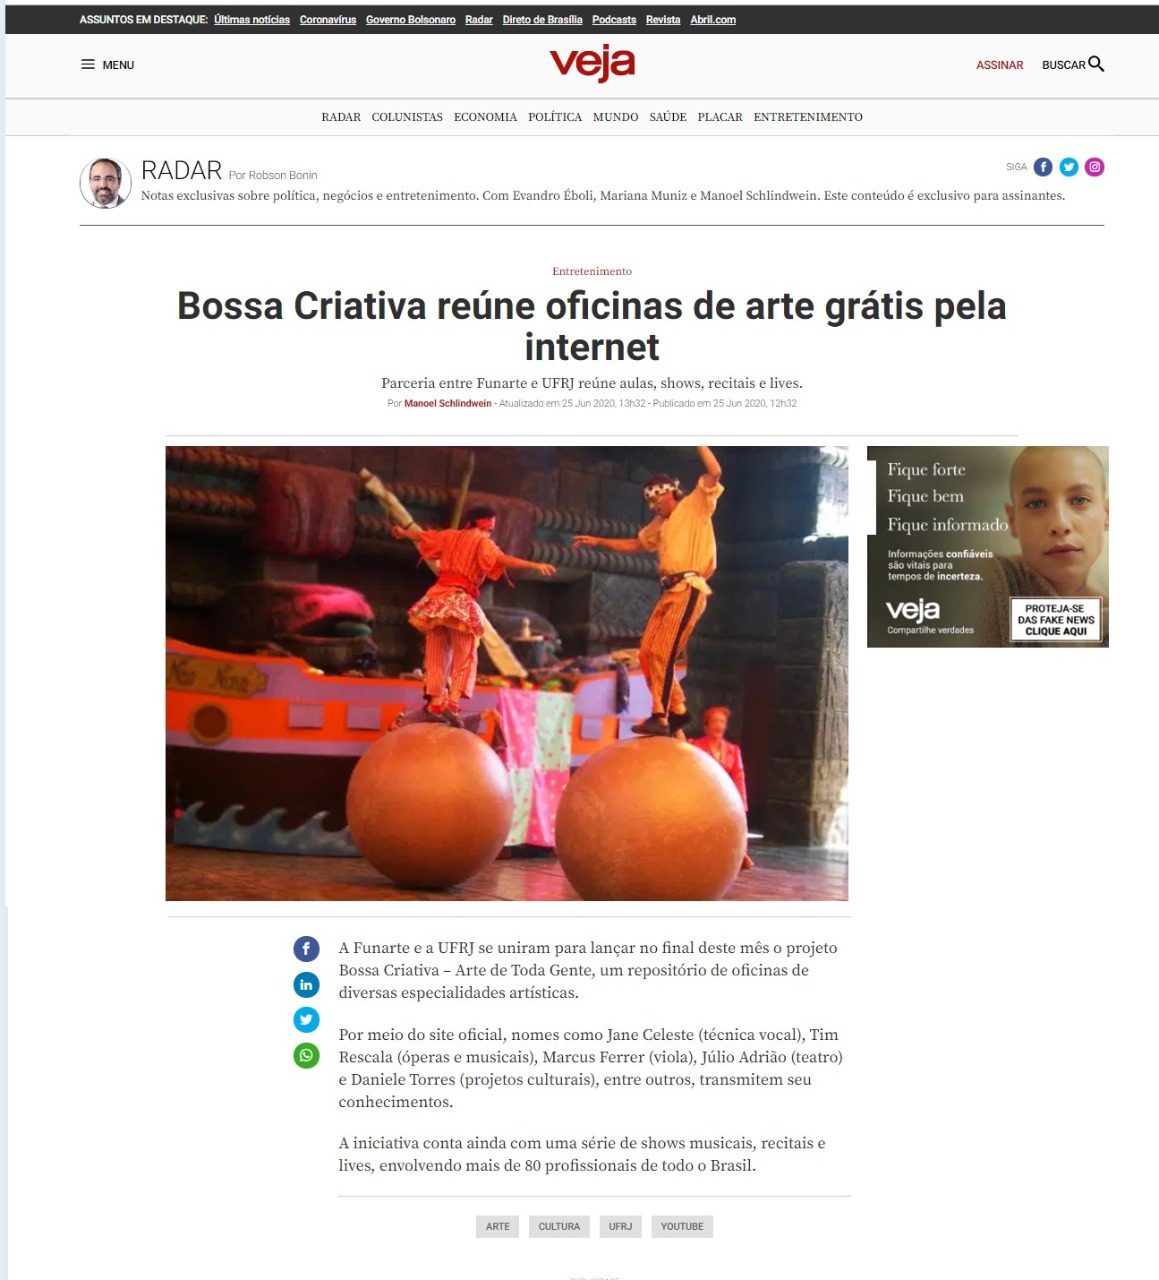 ASSUNTOS EM DESTAQUE: Últimas notícias Coronavírus Governo Bolsonaro Radar Direto de Brasília Podcasts Revista Abril.com
MENU
veja
ASSINAR BUSCAR
RADAR COLUNISTAS ECONOMIA POLÍTICA MUNDO SAÚDE PLACAR ENTRETENIMENTO
RADAR Por Robson Bonin
SIGA
Notas exclusivas sobre política, negócios e entretenimento. Com Evandro Éboli, Mariana Muniz e Manoel Schlindwein. Este conteúdo é exclusivo para assinantes.
Entretenimento
Bossa Criativa reúne oficinas de arte grátis pela
internet
Parceria entre Funarte e UFRJ reúne aulas, shows, recitais e lives.
Por Manoel Schlindwein - Atualizado em 25 Jun 2020, 13h32 - Publicado em 25 Jun 2020, 12h32
Fique forte
Fique bem
Fique informado
Informações confiáveis
são vitais para
tempos de incerteza.
veja
Compartilhe verdades
PROTEJA-SE
DAS FAKE NEWS
CLIQUE AQUI
A Funarte e a UFRJ se uniram para lançar no final deste mês o projeto
Bossa Criativa – Arte de Toda Gente, um repositório de oficinas de
diversas especialidades artísticas.
Por meio do site oficial, nomes como Jane Celeste (técnica vocal), Tim
Rescala (óperas e musicais), Marcus Ferrer (viola), Júlio Adrião (teatro)
e Daniele Torres (projetos culturais), entre outros, transmitem seu
conhecimentos.
A iniciativa conta ainda com uma série de shows musicais, recitais e
lives, envolvendo mais de 80 profissionais de todo o Brasil.
ARTE CULTURA UFRJ YOUTUBE